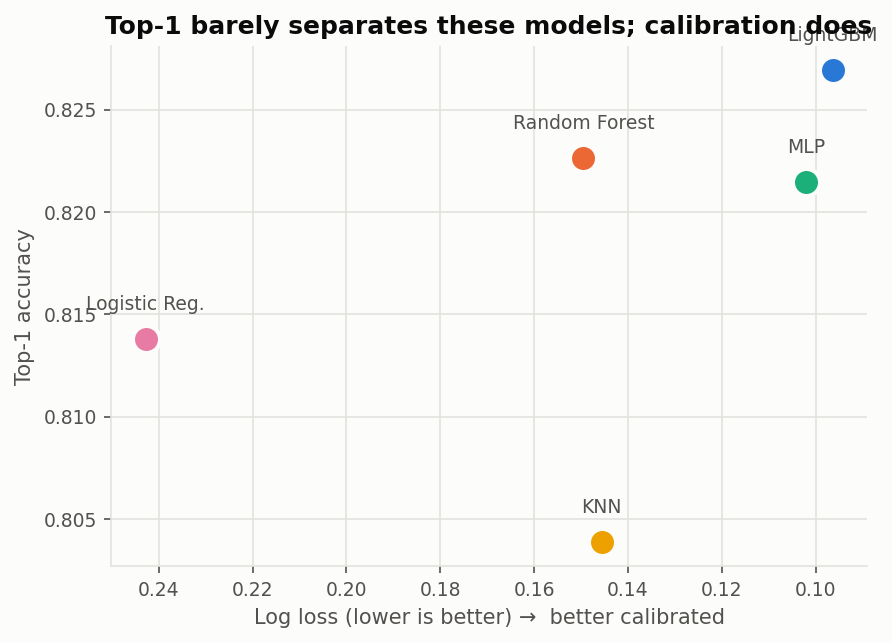 Top-1 barely separates these models; calibration does
LightGBM
0.825
Random Forest
MLP
0.820
Logistic Reg.
0.815
0.810
KNN
0.805
Top-1 accuracy
0.24 0.22 0.20 0.18 0.16 0.14 0.12 0.10
Log loss (lower is better) → better calibrated